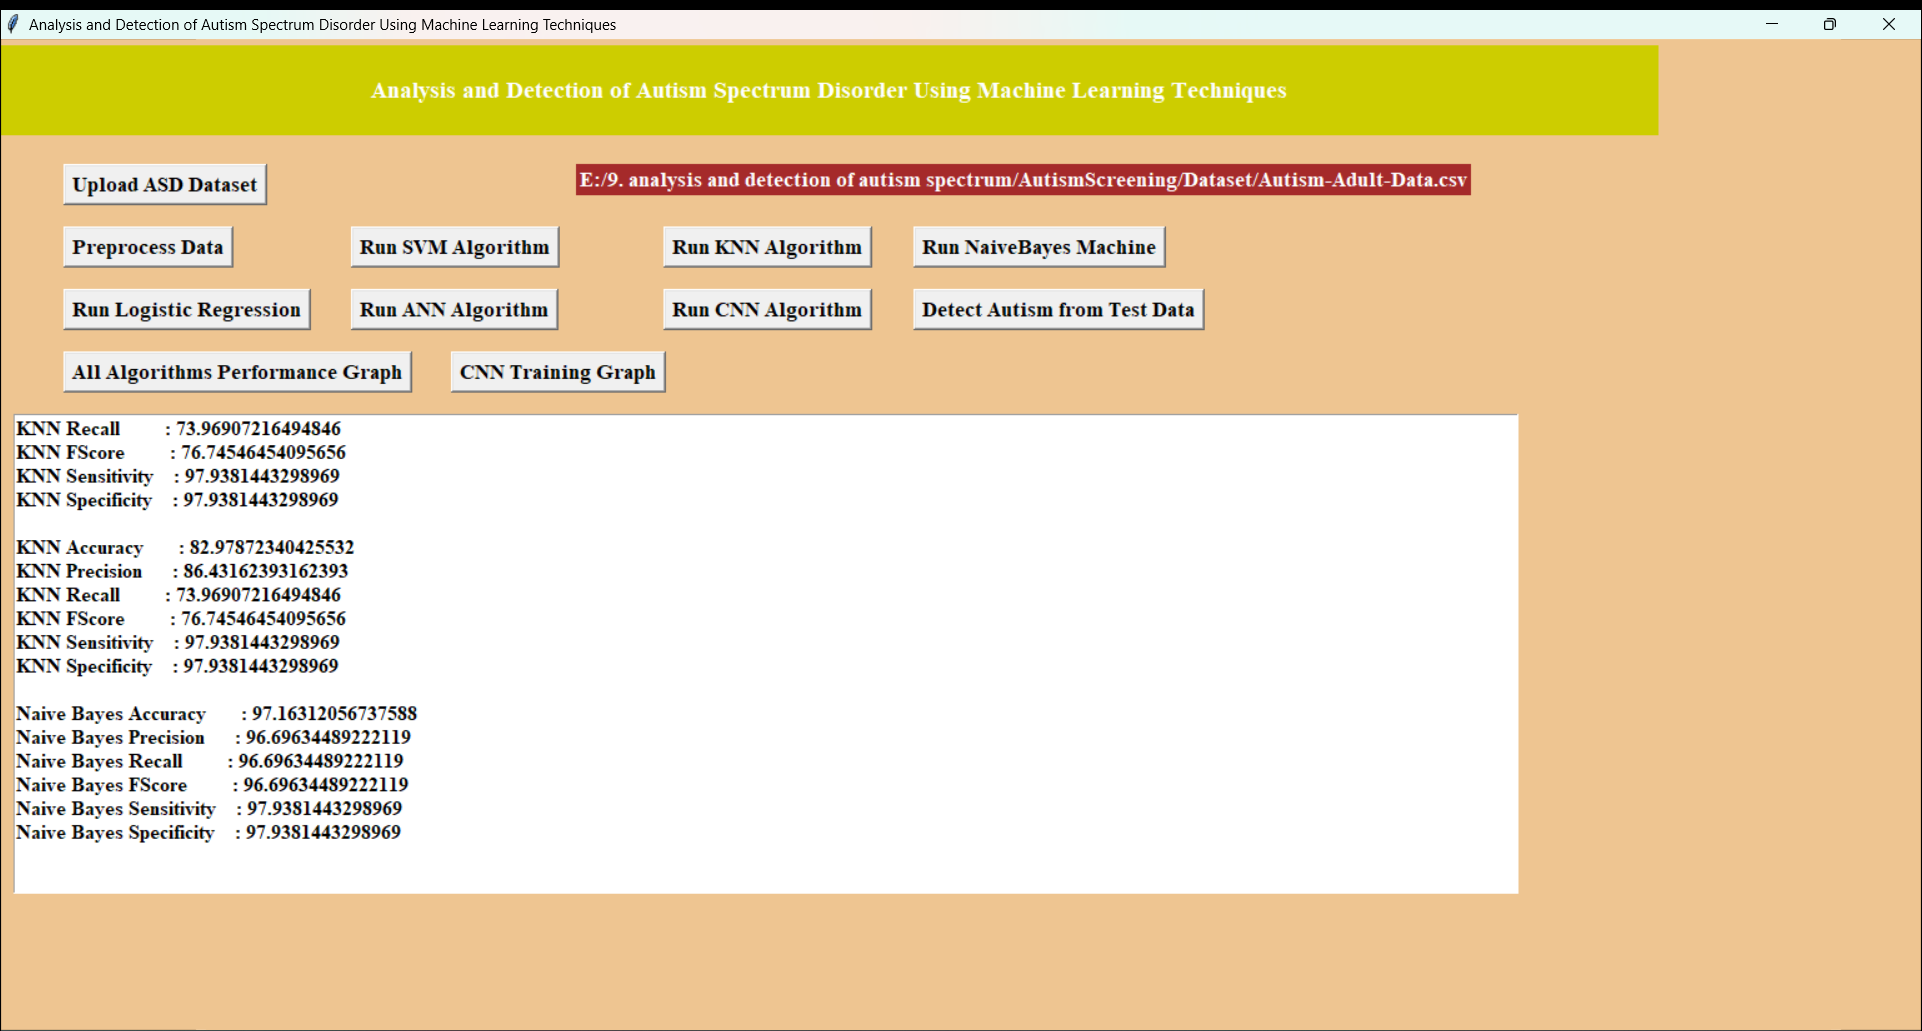 Analysis and Detection of Autism Spectrum Disorder Using Machine Learning Techniques
Analysis and Detection of Autism Spectrum Disorder Using Machine Learning Techniques
Upload ASD Dataset
E:/9. analysis and detection of autism spectrum/AutismScreening/Dataset/Autism-Adult-Data.csv
Preprocess Data
Run SVM Algorithm
Run KNN Algorithm
Run NaiveBayes Machine
Run Logistic Regression
Run ANN Algorithm
Run CNN Algorithm
Detect Autism from Test Data
All Algorithms Performance Graph
CNN Training Graph
KNN Recall : 73.96907216494846
KNN FScore : 76.74546454095656
KNN Sensitivity : 97.9381443298969
KNN Specificity : 97.9381443298969
KNN Accuracy : 82.97872340425532
KNN Precision : 86.43162393162393
KNN Recall : 73.96907216494846
KNN FScore : 76.74546454095656
KNN Sensitivity : 97.9381443298969
KNN Specificity : 97.9381443298969
Naive Bayes Accuracy : 97.16312056737588
Naive Bayes Precision : 96.69634489222119
Naive Bayes Recall : 96.69634489222119
Naive Bayes FScore : 96.69634489222119
Naive Bayes Sensitivity : 97.9381443298969
Naive Bayes Specificity : 97.9381443298969